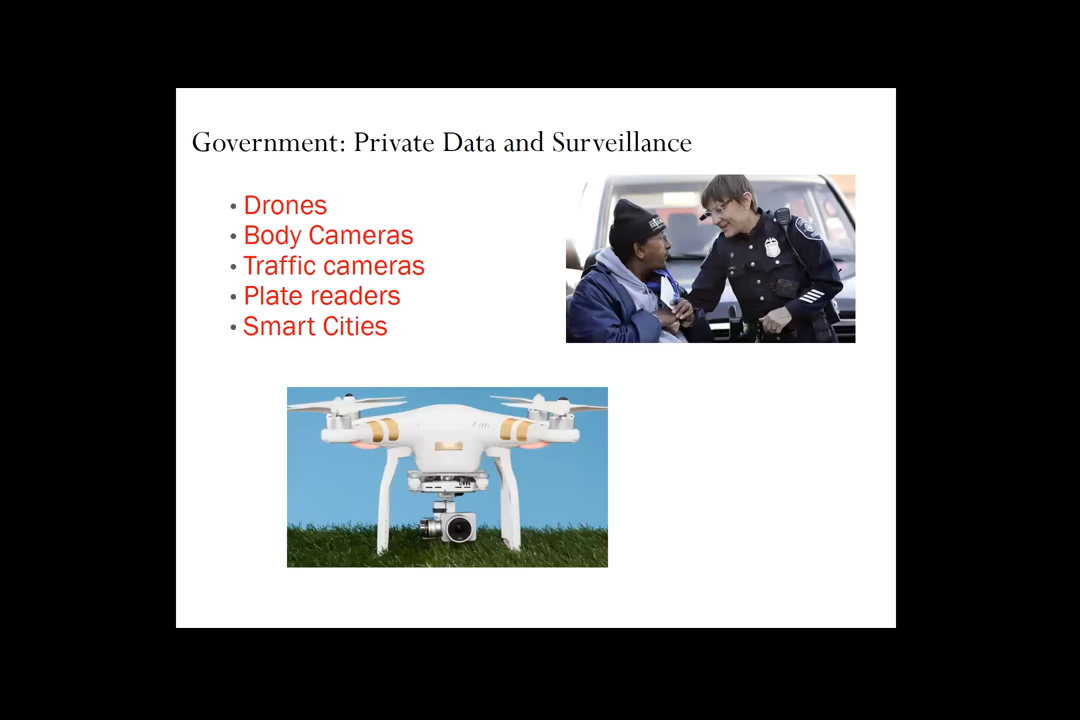 Government: Private Data and Surveillance
• Drones
• Body Cameras
• Traffic cameras
• Plate readers
• Smart Cities